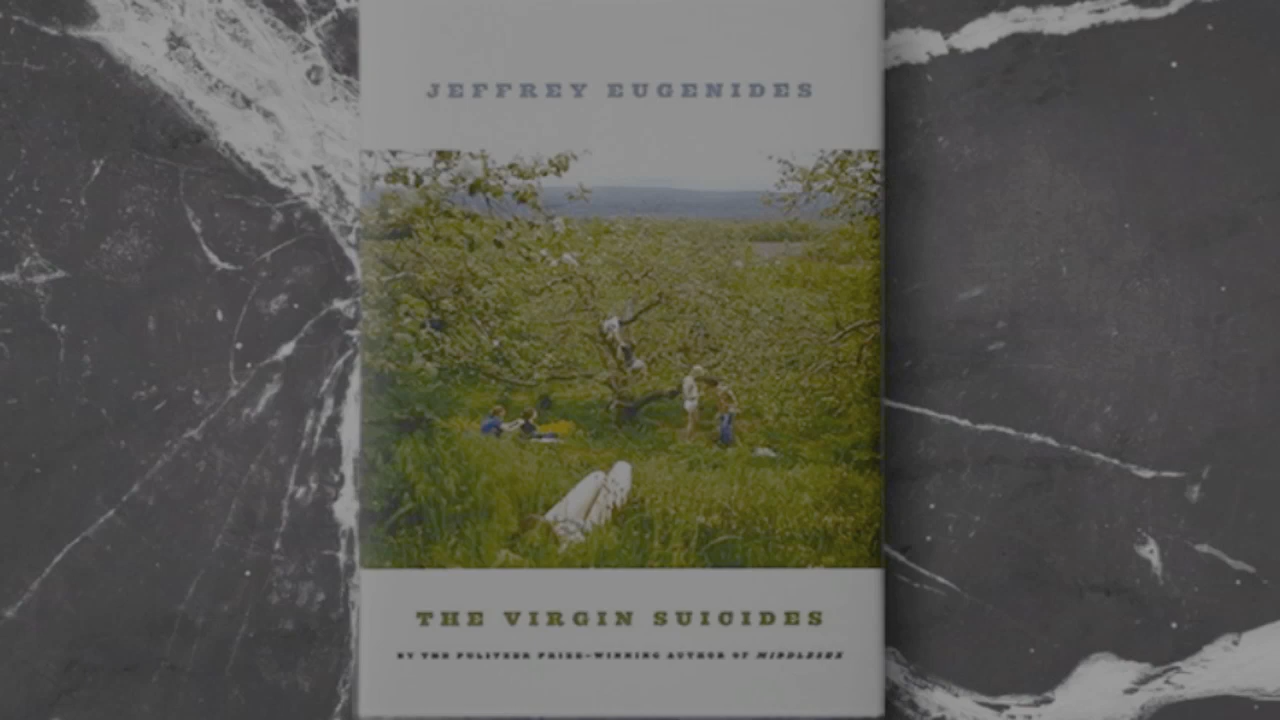 JEFFREY EUGENIDES
THE VIRGIN SUICIDES
BY THE PULITZER PRIZE–WINNING AUTHOR OF MIDDLESEX